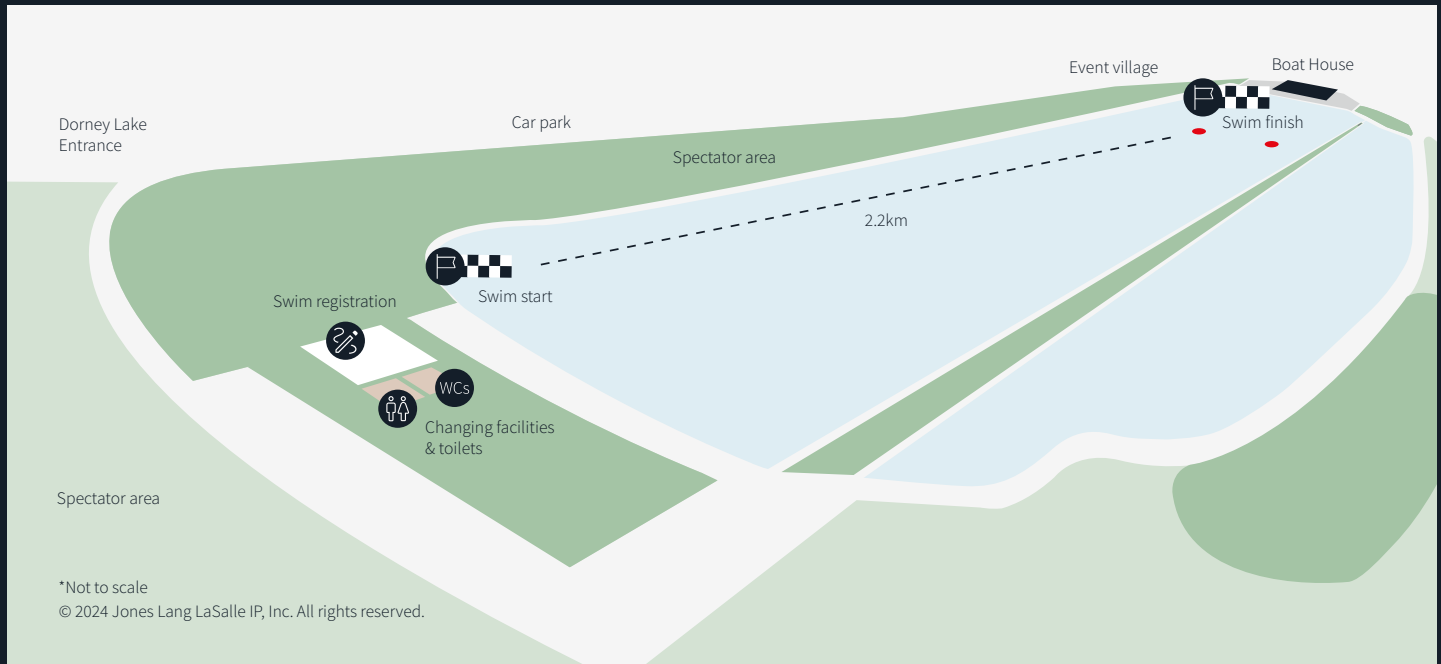 Event village
Boat House
Dorney Lake
Entrance
Car park
Swim finish
Spectator area
2.2km
Swim start
Swim registration
WCs
Changing facilities
& toilets
Spectator area
*Not to scale
© 2024 Jones Lang LaSalle IP, Inc. All rights reserved.